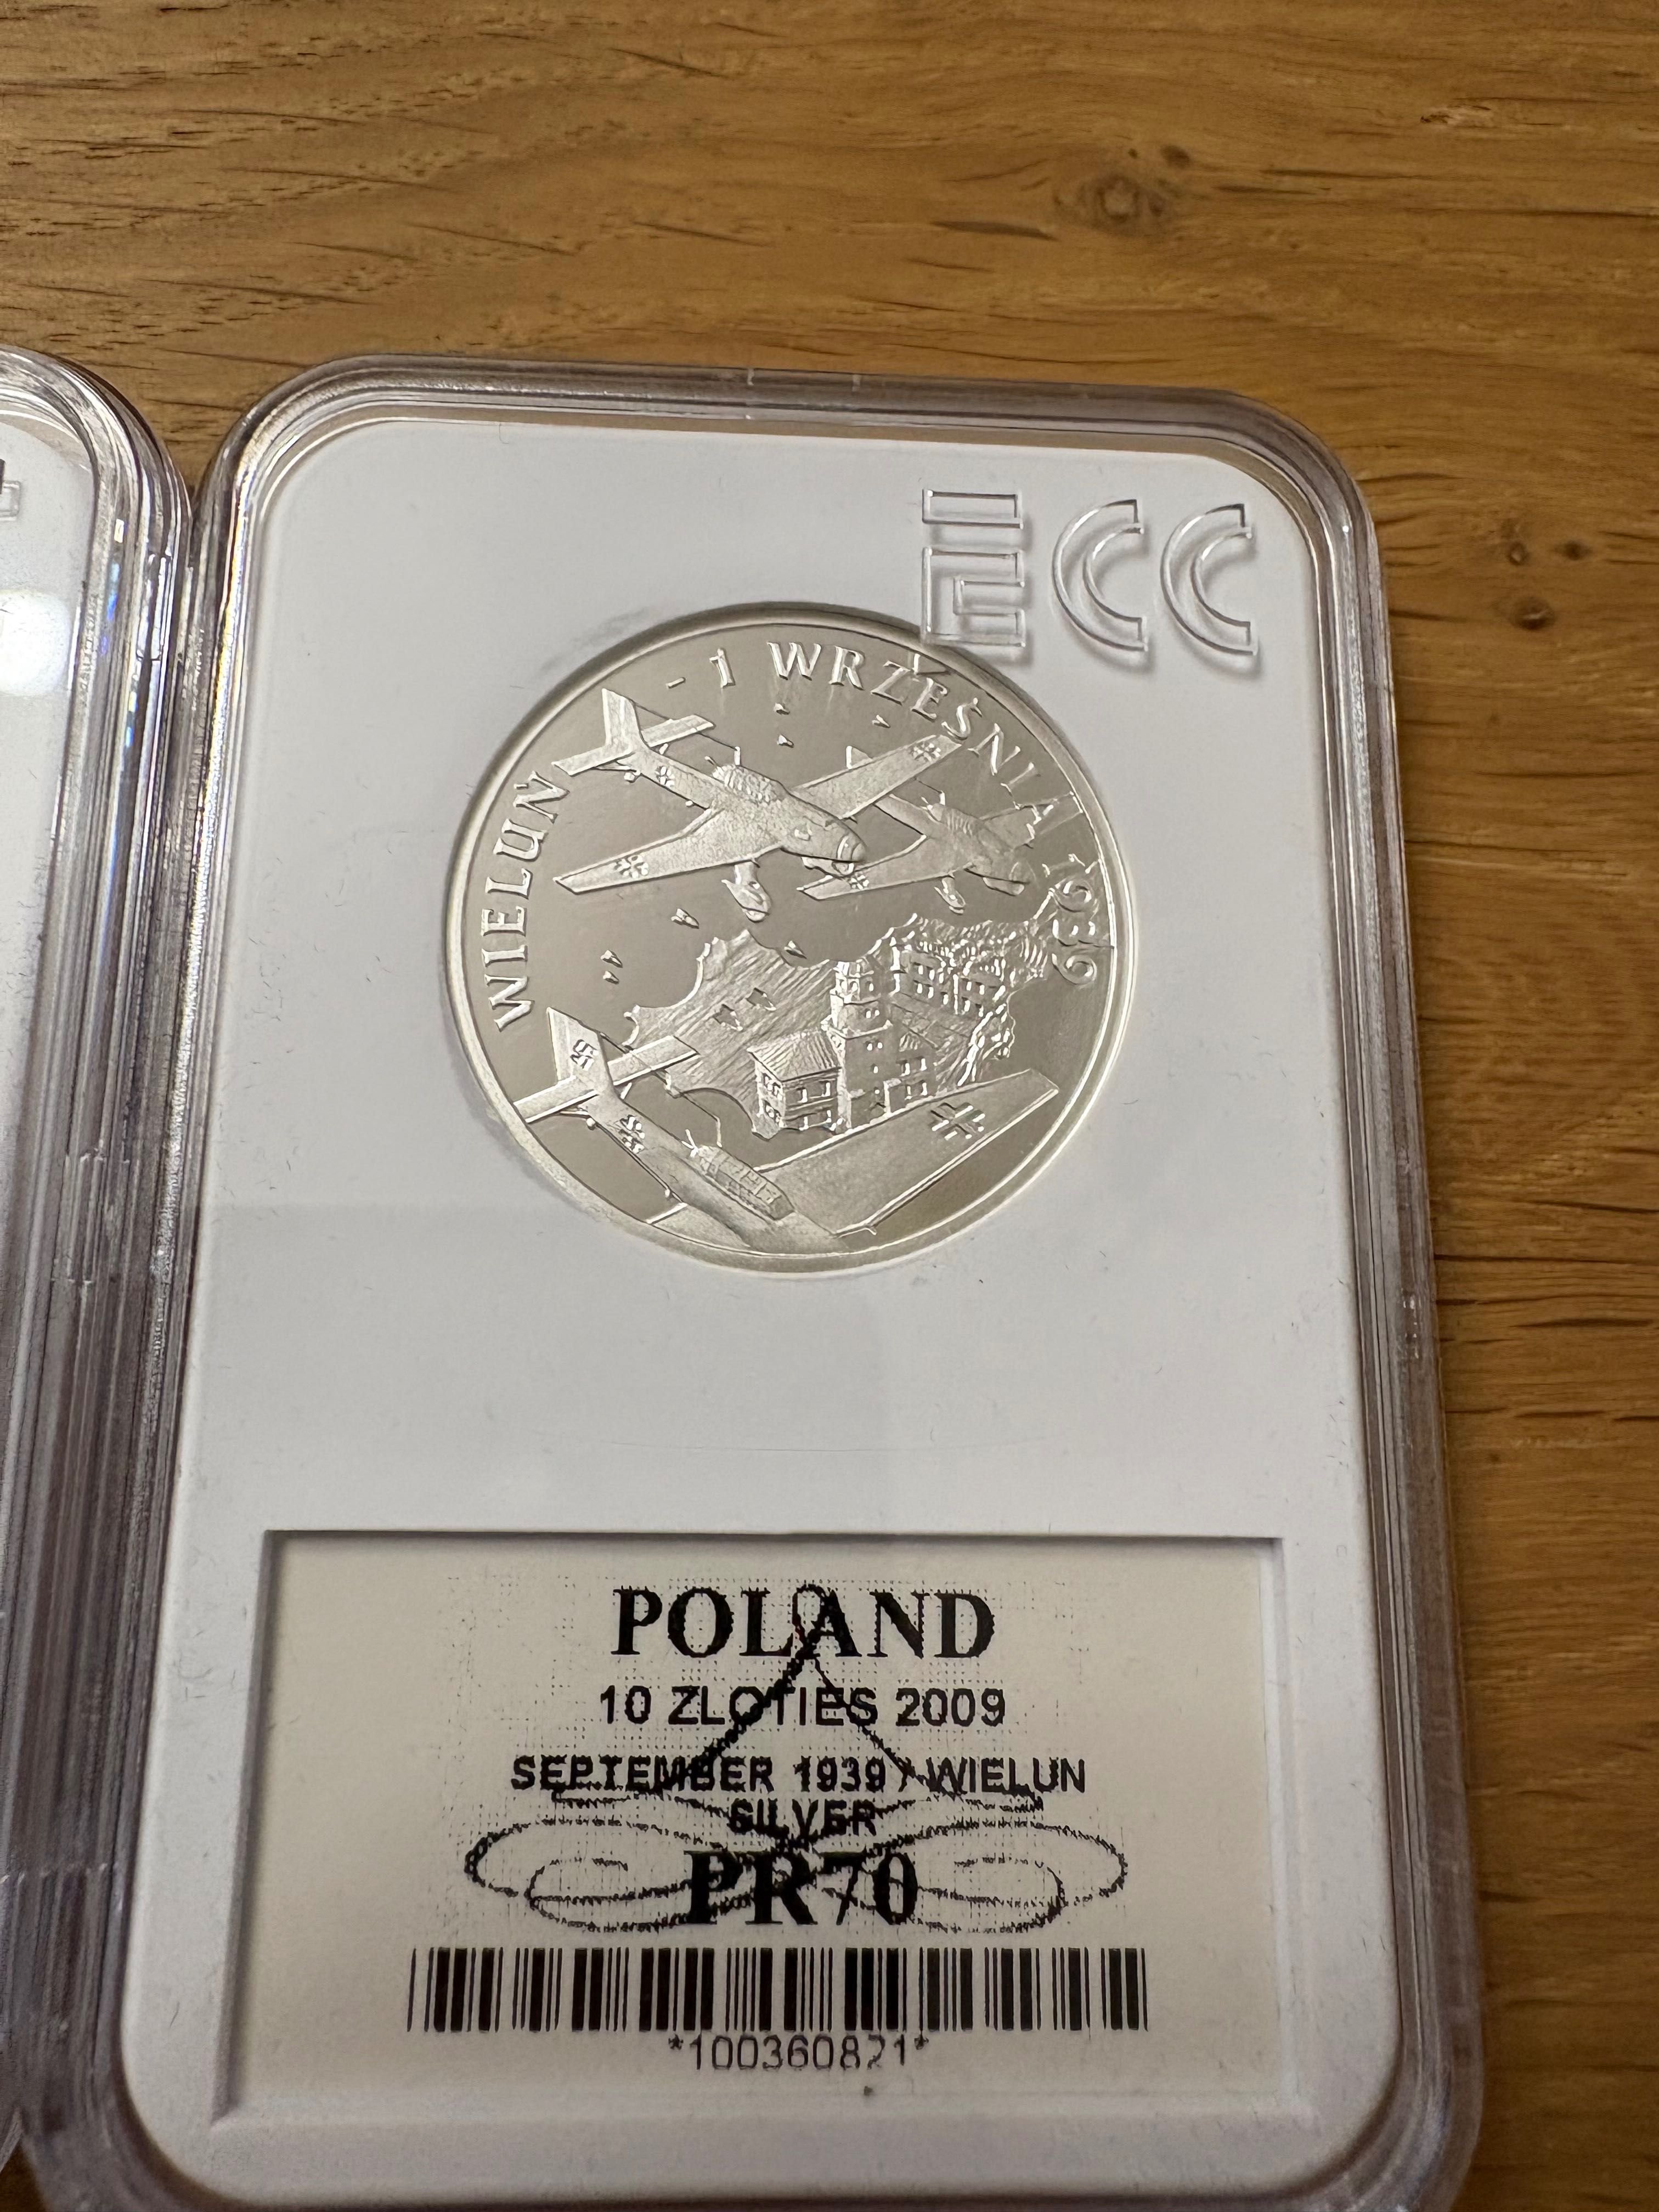 ECC
WIELUŃ - 1 WRZEŚNIA 1939
POLAND
10 ZLOTIES 2009
SEPTEMBER 1939 / WIELUN
SILVER
PR70
*100360821*